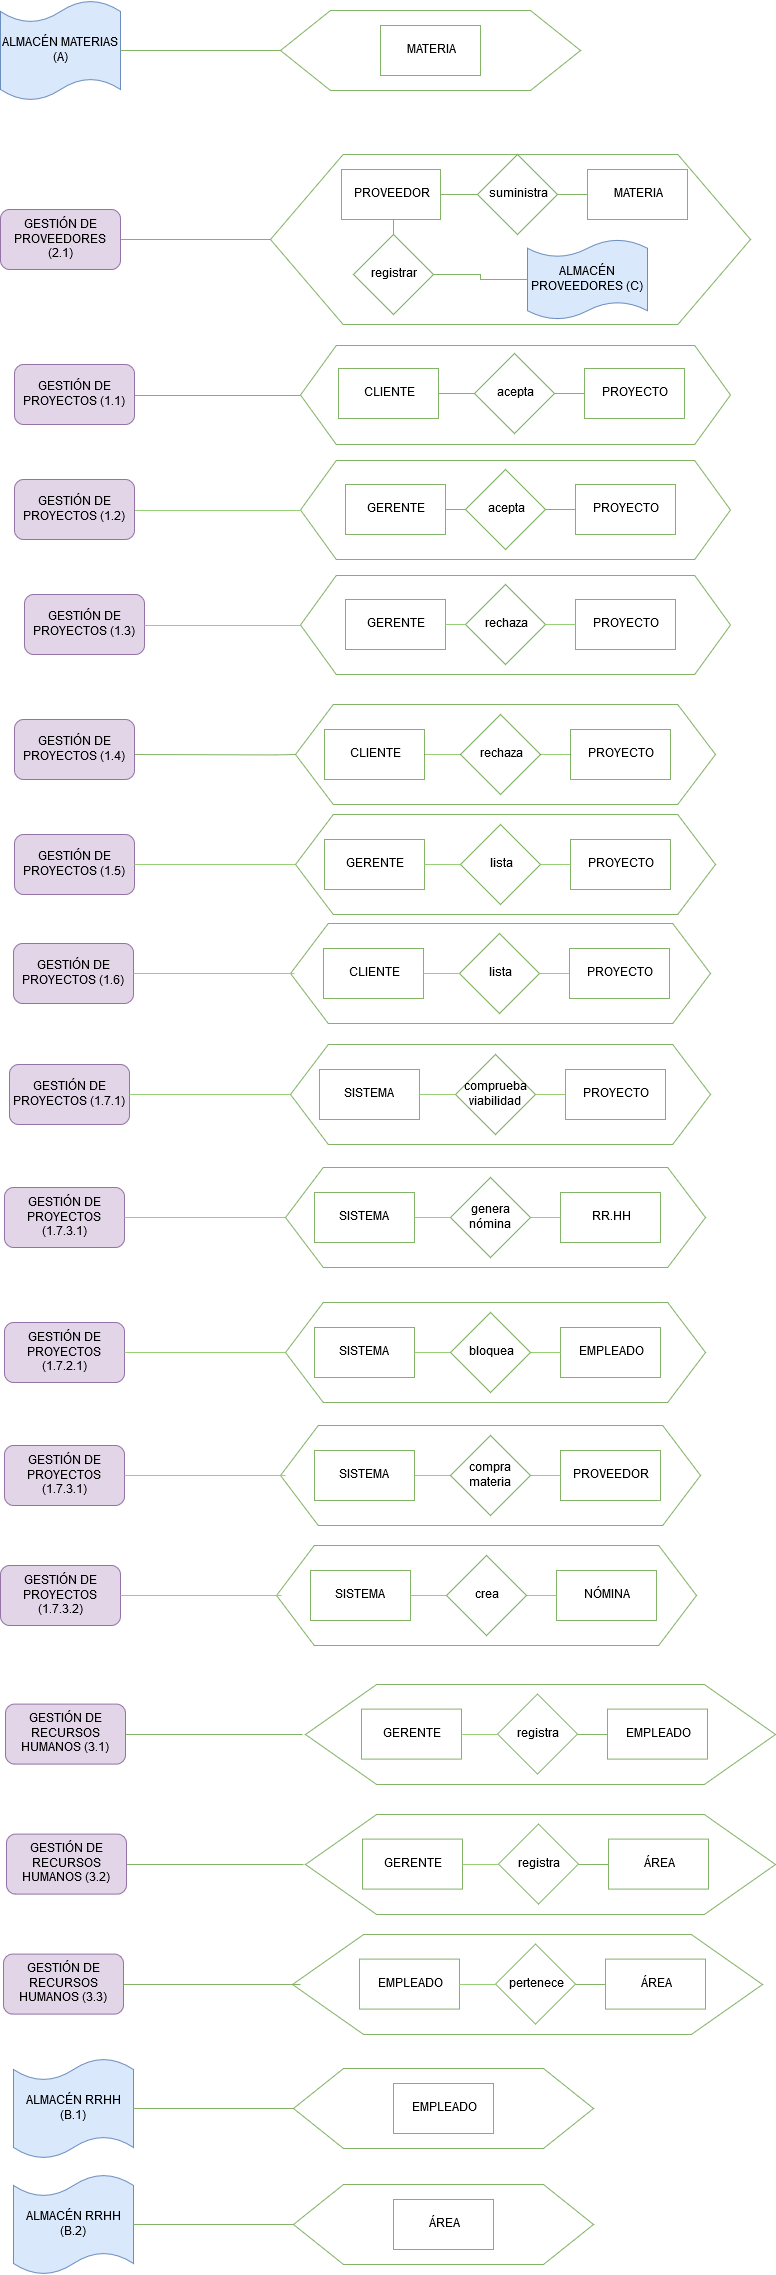 ALMACÉN MATERIAS
(A)
MATERIA
GESTIÓN DE
PROVEEDORES
(2.1)
PROVEEDOR
suministra
MATERIA
registrar
ALMACÉN
PROVEEDORES (C)
GESTIÓN DE
PROYECTOS (1.1)
CLIENTE
acepta
PROYECTO
GESTIÓN DE
PROYECTOS (1.2)
GERENTE
acepta
PROYECTO
GESTIÓN DE
PROYECTOS (1.3)
GERENTE
rechaza
PROYECTO
GESTIÓN DE
PROYECTOS (1.4)
CLIENTE
rechaza
PROYECTO
GESTIÓN DE
PROYECTOS (1.5)
GERENTE
lista
PROYECTO
GESTIÓN DE
PROYECTOS (1.6)
CLIENTE
lista
PROYECTO
GESTIÓN DE
PROYECTOS (1.7.1)
SISTEMA
comprueba
viabilidad
PROYECTO
GESTIÓN DE
PROYECTOS
(1.7.3.1)
SISTEMA
genera
nómina
RR.HH
GESTIÓN DE
PROYECTOS
(1.7.2.1)
SISTEMA
bloquea
EMPLEADO
GESTIÓN DE
PROYECTOS
(1.7.3.1)
SISTEMA
compra
materia
PROVEEDOR
GESTIÓN DE
PROYECTOS
(1.7.3.2)
SISTEMA
crea
NÓMINA
GESTIÓN DE
RECURSOS
HUMANOS (3.1)
GERENTE
registra
EMPLEADO
GESTIÓN DE
RECURSOS
HUMANOS (3.2)
GERENTE
registra
ÁREA
GESTIÓN DE
RECURSOS
HUMANOS (3.3)
EMPLEADO
pertenece
ÁREA
ALMACÉN RRHH
(B.1)
EMPLEADO
ALMACÉN RRHH
(B.2)
ÁREA